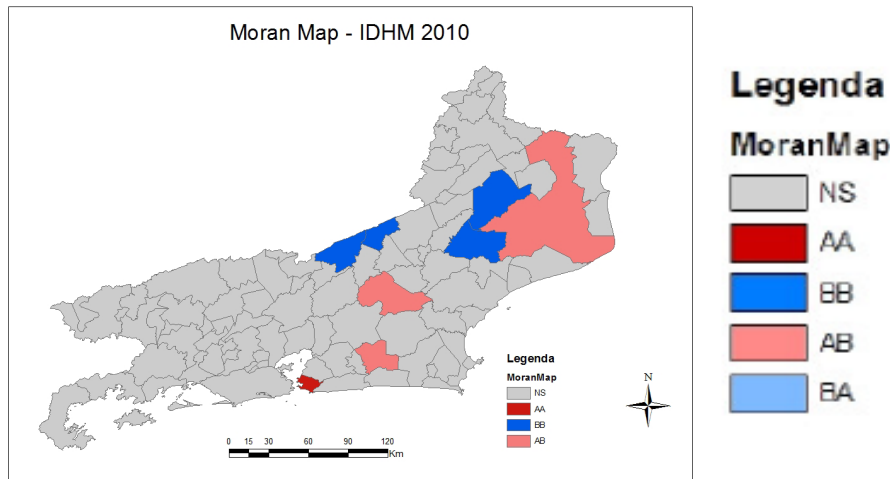 Moran Map - IDHM 2010
Legenda
MoranMap
NS
AA
BB
AB
N
0 15 30 60 90 120
Km
Legenda
MoranMap
NS
AA
BB
AB
BA